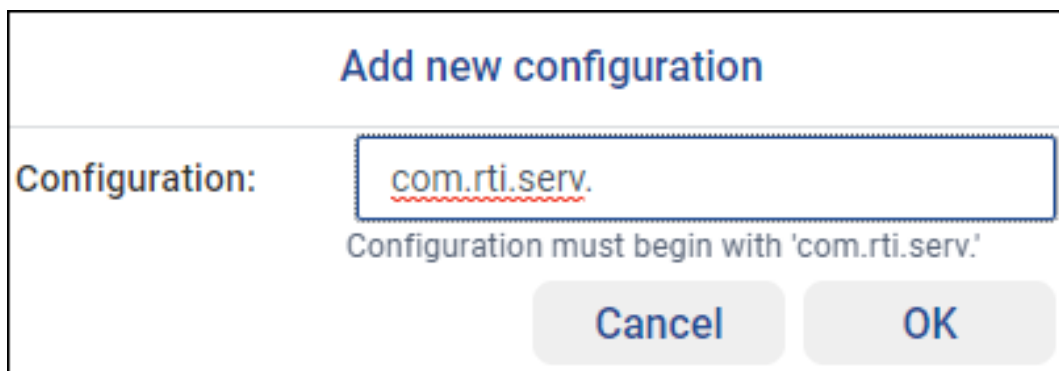 Add new configuration
Configuration: com.rti.serv.
Configuration must begin with 'com.rti.serv.'
Cancel OK